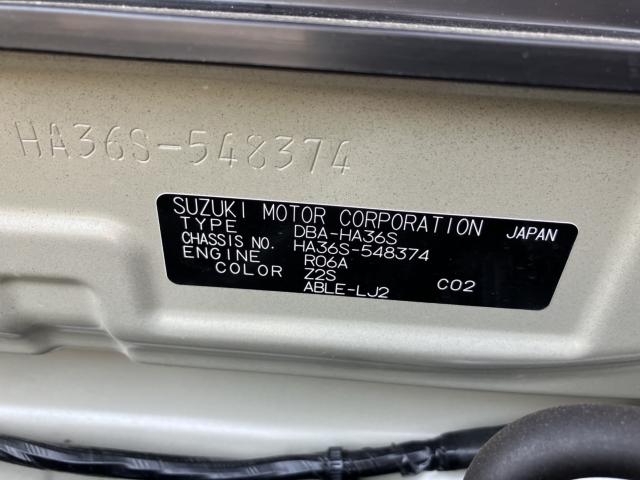 HA36S-548374
SUZUKI MOTOR CORPORATION JAPAN
TYPE DBA-HA36S
CHASSIS NO. HA36S-548374
ENGINE R06A
COLOR Z2S
ABLE-LJ2 C02